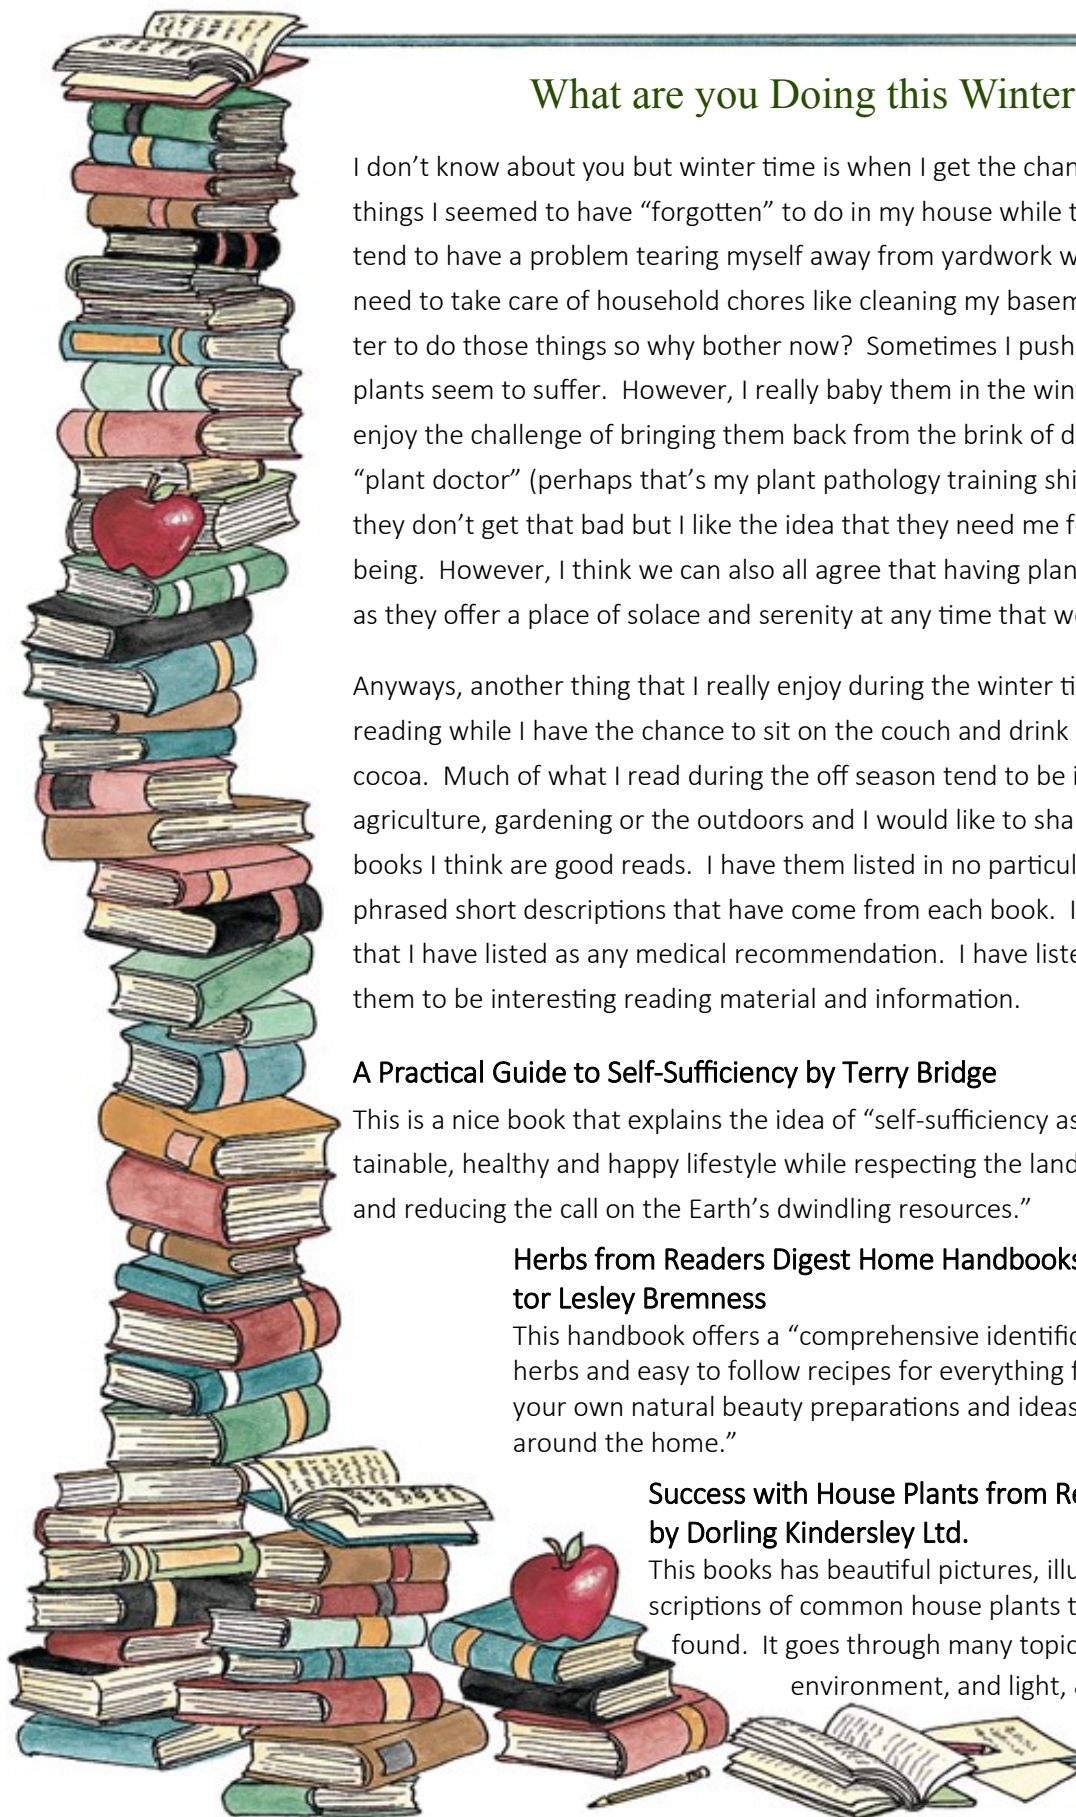 What are you Doing this Winter
I don’t know about you but winter time is when I get the chan
things I seemed to have “forgotten” to do in my house while t
tend to have a problem tearing myself away from yardwork w
need to take care of household chores like cleaning my basem
ter to do those things so why bother now?  Sometimes I push
plants seem to suffer.  However, I really baby them in the win
enjoy the challenge of bringing them back from the brink of d
“plant doctor” (perhaps that’s my plant pathology training shi
they don’t get that bad but I like the idea that they need me f
being.  However, I think we can also all agree that having plan
as they offer a place of solace and serenity at any time that w
Anyways, another thing that I really enjoy during the winter ti
reading while I have the chance to sit on the couch and drink
cocoa.  Much of what I read during the off season tend to be i
agriculture, gardening or the outdoors and I would like to sha
books I think are good reads.  I have them listed in no particul
phrased short descriptions that have come from each book.  I
that I have listed as any medical recommendation.  I have liste
them to be interesting reading material and information.
A Practical Guide to Self-Sufficiency by Terry Bridge
This is a nice book that explains the idea of “self-sufficiency as
tainable, healthy and happy lifestyle while respecting the land
and reducing the call on the Earth’s dwindling resources.”
Herbs from Readers Digest Home Handbooks
tor Lesley Bremness
This handbook offers a “comprehensive identific
herbs and easy to follow recipes for everything f
your own natural beauty preparations and ideas
around the home.”
Success with House Plants from Re
by Dorling Kindersley Ltd.
This books has beautiful pictures, illu
scriptions of common house plants t
found.  It goes through many topic
environment, and light, a